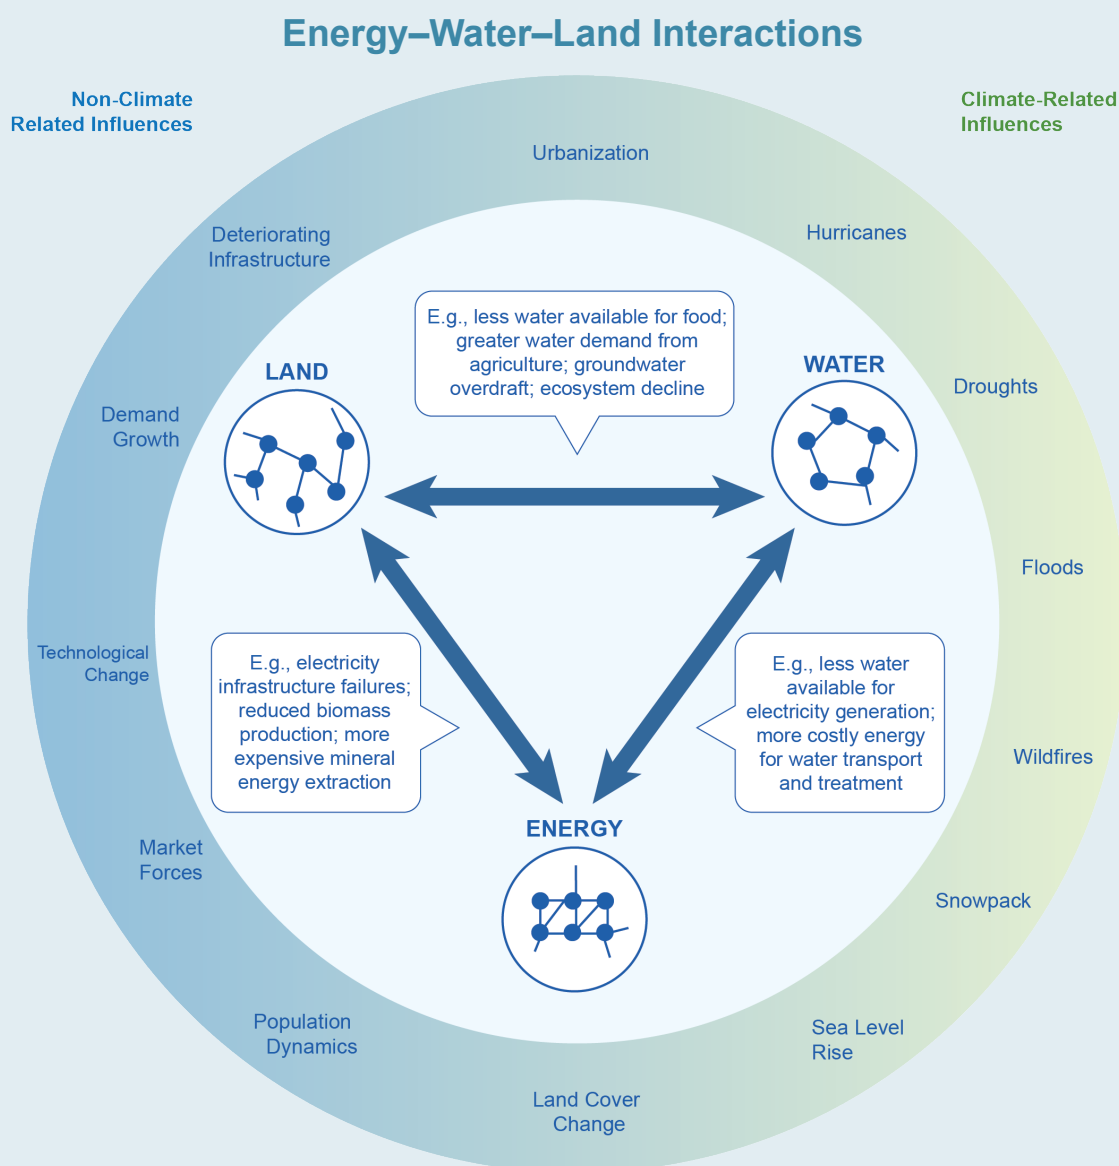 Energy–Water–Land Interactions
Non-Climate
Related Influences
Climate-Related
Influences
Urbanization
Deteriorating
Infrastructure
Hurricanes
E.g., less water available for food;
greater water demand from
agriculture; groundwater
overdraft; ecosystem decline
LAND
WATER
Demand
Growth
Droughts
Floods
Technological
Change
E.g., electricity
infrastructure failures;
reduced biomass
production; more
expensive mineral
energy extraction
E.g., less water
available for
electricity generation;
more costly energy
for water transport
and treatment
Wildfires
ENERGY
Market
Forces
Snowpack
Population
Dynamics
Sea Level
Rise
Land Cover
Change